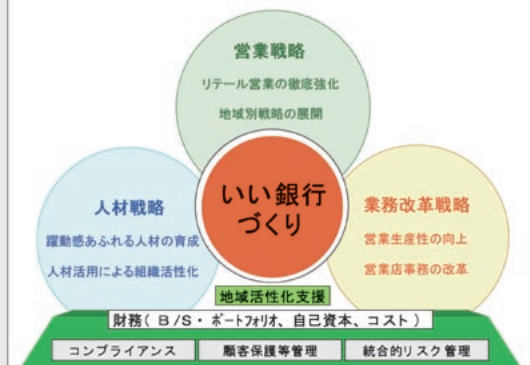 営業戦略
リテール営業の徹底強化
地域別戦略の展開
いい銀行
づくり
人材戦略
躍動感あふれる人材の育成
人材活用による組織活性化
業務改革戦略
営業生産性の向上
営業店事務の改革
地域活性化支援
財務(B/S・ポートフォリオ、自己資本、コスト)
コンプライアンス
顧客保護等管理
統合的リスク管理